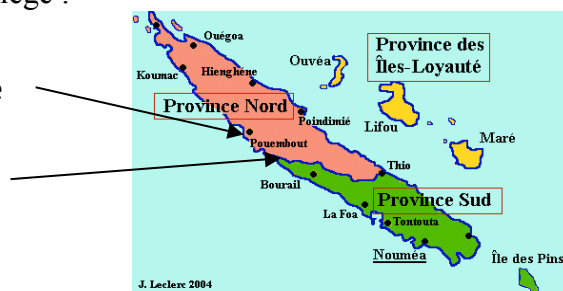 Ouégoa
Koumac
Hienghène
Ouvéa
Province des
Îles-Loyauté
Province Nord
Poindimié
Lifou
Pouembout
Maré
Thio
Bourail
Province Sud
La Foa
Tontouta
Nouméa
Île des Pins
J. Leclerc 2004